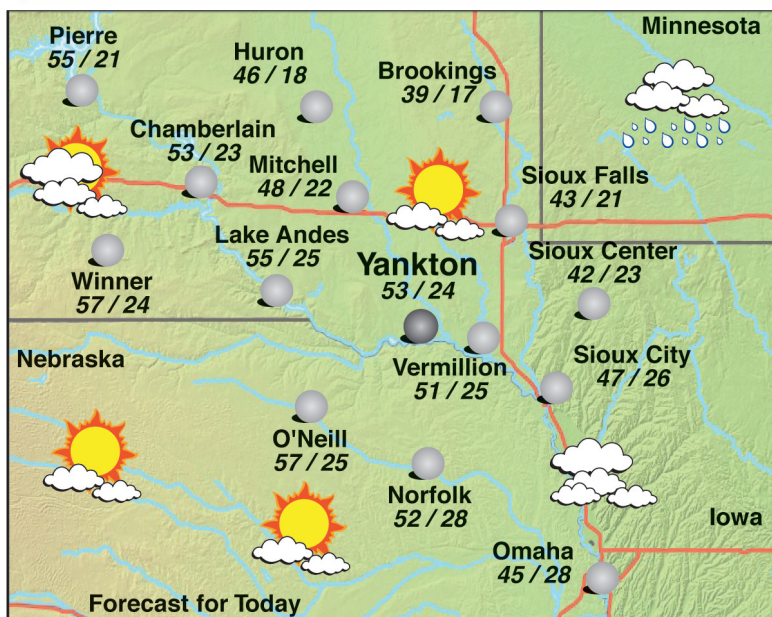 Pierre
55 / 21
Huron
46 / 18
Brookings
39 / 17
Minnesota
Chamberlain
53 / 23
Mitchell
48 / 22
Sioux Falls
43 / 21
Lake Andes
55 / 25
Yankton
53 / 24
Sioux Center
42 / 23
Winner
57 / 24
Nebraska
Vermillion
51 / 25
Sioux City
47 / 26
O'Neill
57 / 25
Norfolk
52 / 28
Iowa
Omaha
45 / 28
Forecast for Today